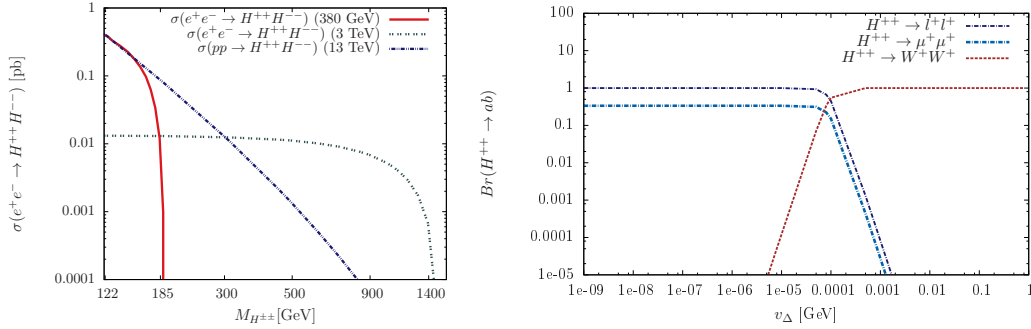 σ(e⁺e⁻ → H⁺⁺H⁻⁻) (380 GeV)
σ(e⁺e⁻ → H⁺⁺H⁻⁻) (3 TeV)
σ(pp → H⁺⁺H⁻⁻) (13 TeV)
σ(e⁺e⁻ → H⁺⁺H⁻⁻) [pb]
1
0.1
0.01
0.001
0.0001
122 185 300 500 900 1400
M_{H^{±±}}[GeV]
H⁺⁺ → l⁺l⁺
H⁺⁺ → μ⁺μ⁺
H⁺⁺ → W⁺W⁺
Br(H⁺⁺ → ab)
100
10
1
0.1
0.01
0.001
0.0001
1e-05
1e-09 1e-08 1e-07 1e-06 1e-05 0.0001 0.001 0.01 0.1 1
v_Δ [GeV]